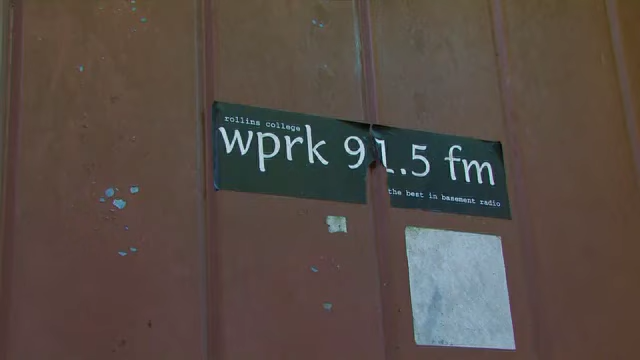 rollins college
wprk 91.5 fm
the best in basement radio